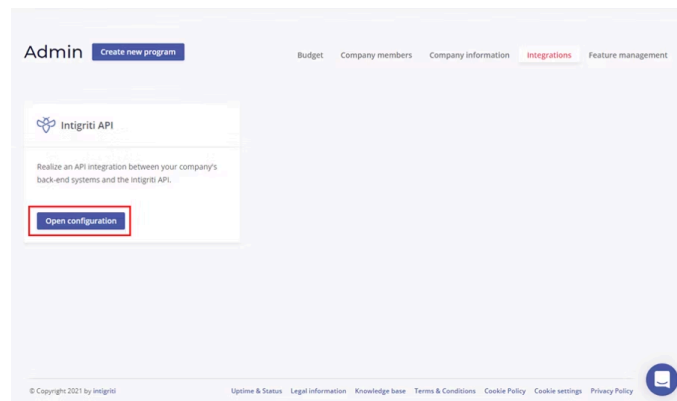 Admin Create new program Budget Company members Company information Integrations Feature management
Intigriti API
Realize an API integration between your company's
back-end systems and the Intigriti API.
Open configuration
© Copyright 2021 by intigriti Uptime & Status Legal information Knowledge base Terms & Conditions Cookie Policy Cookie settings Privacy Policy